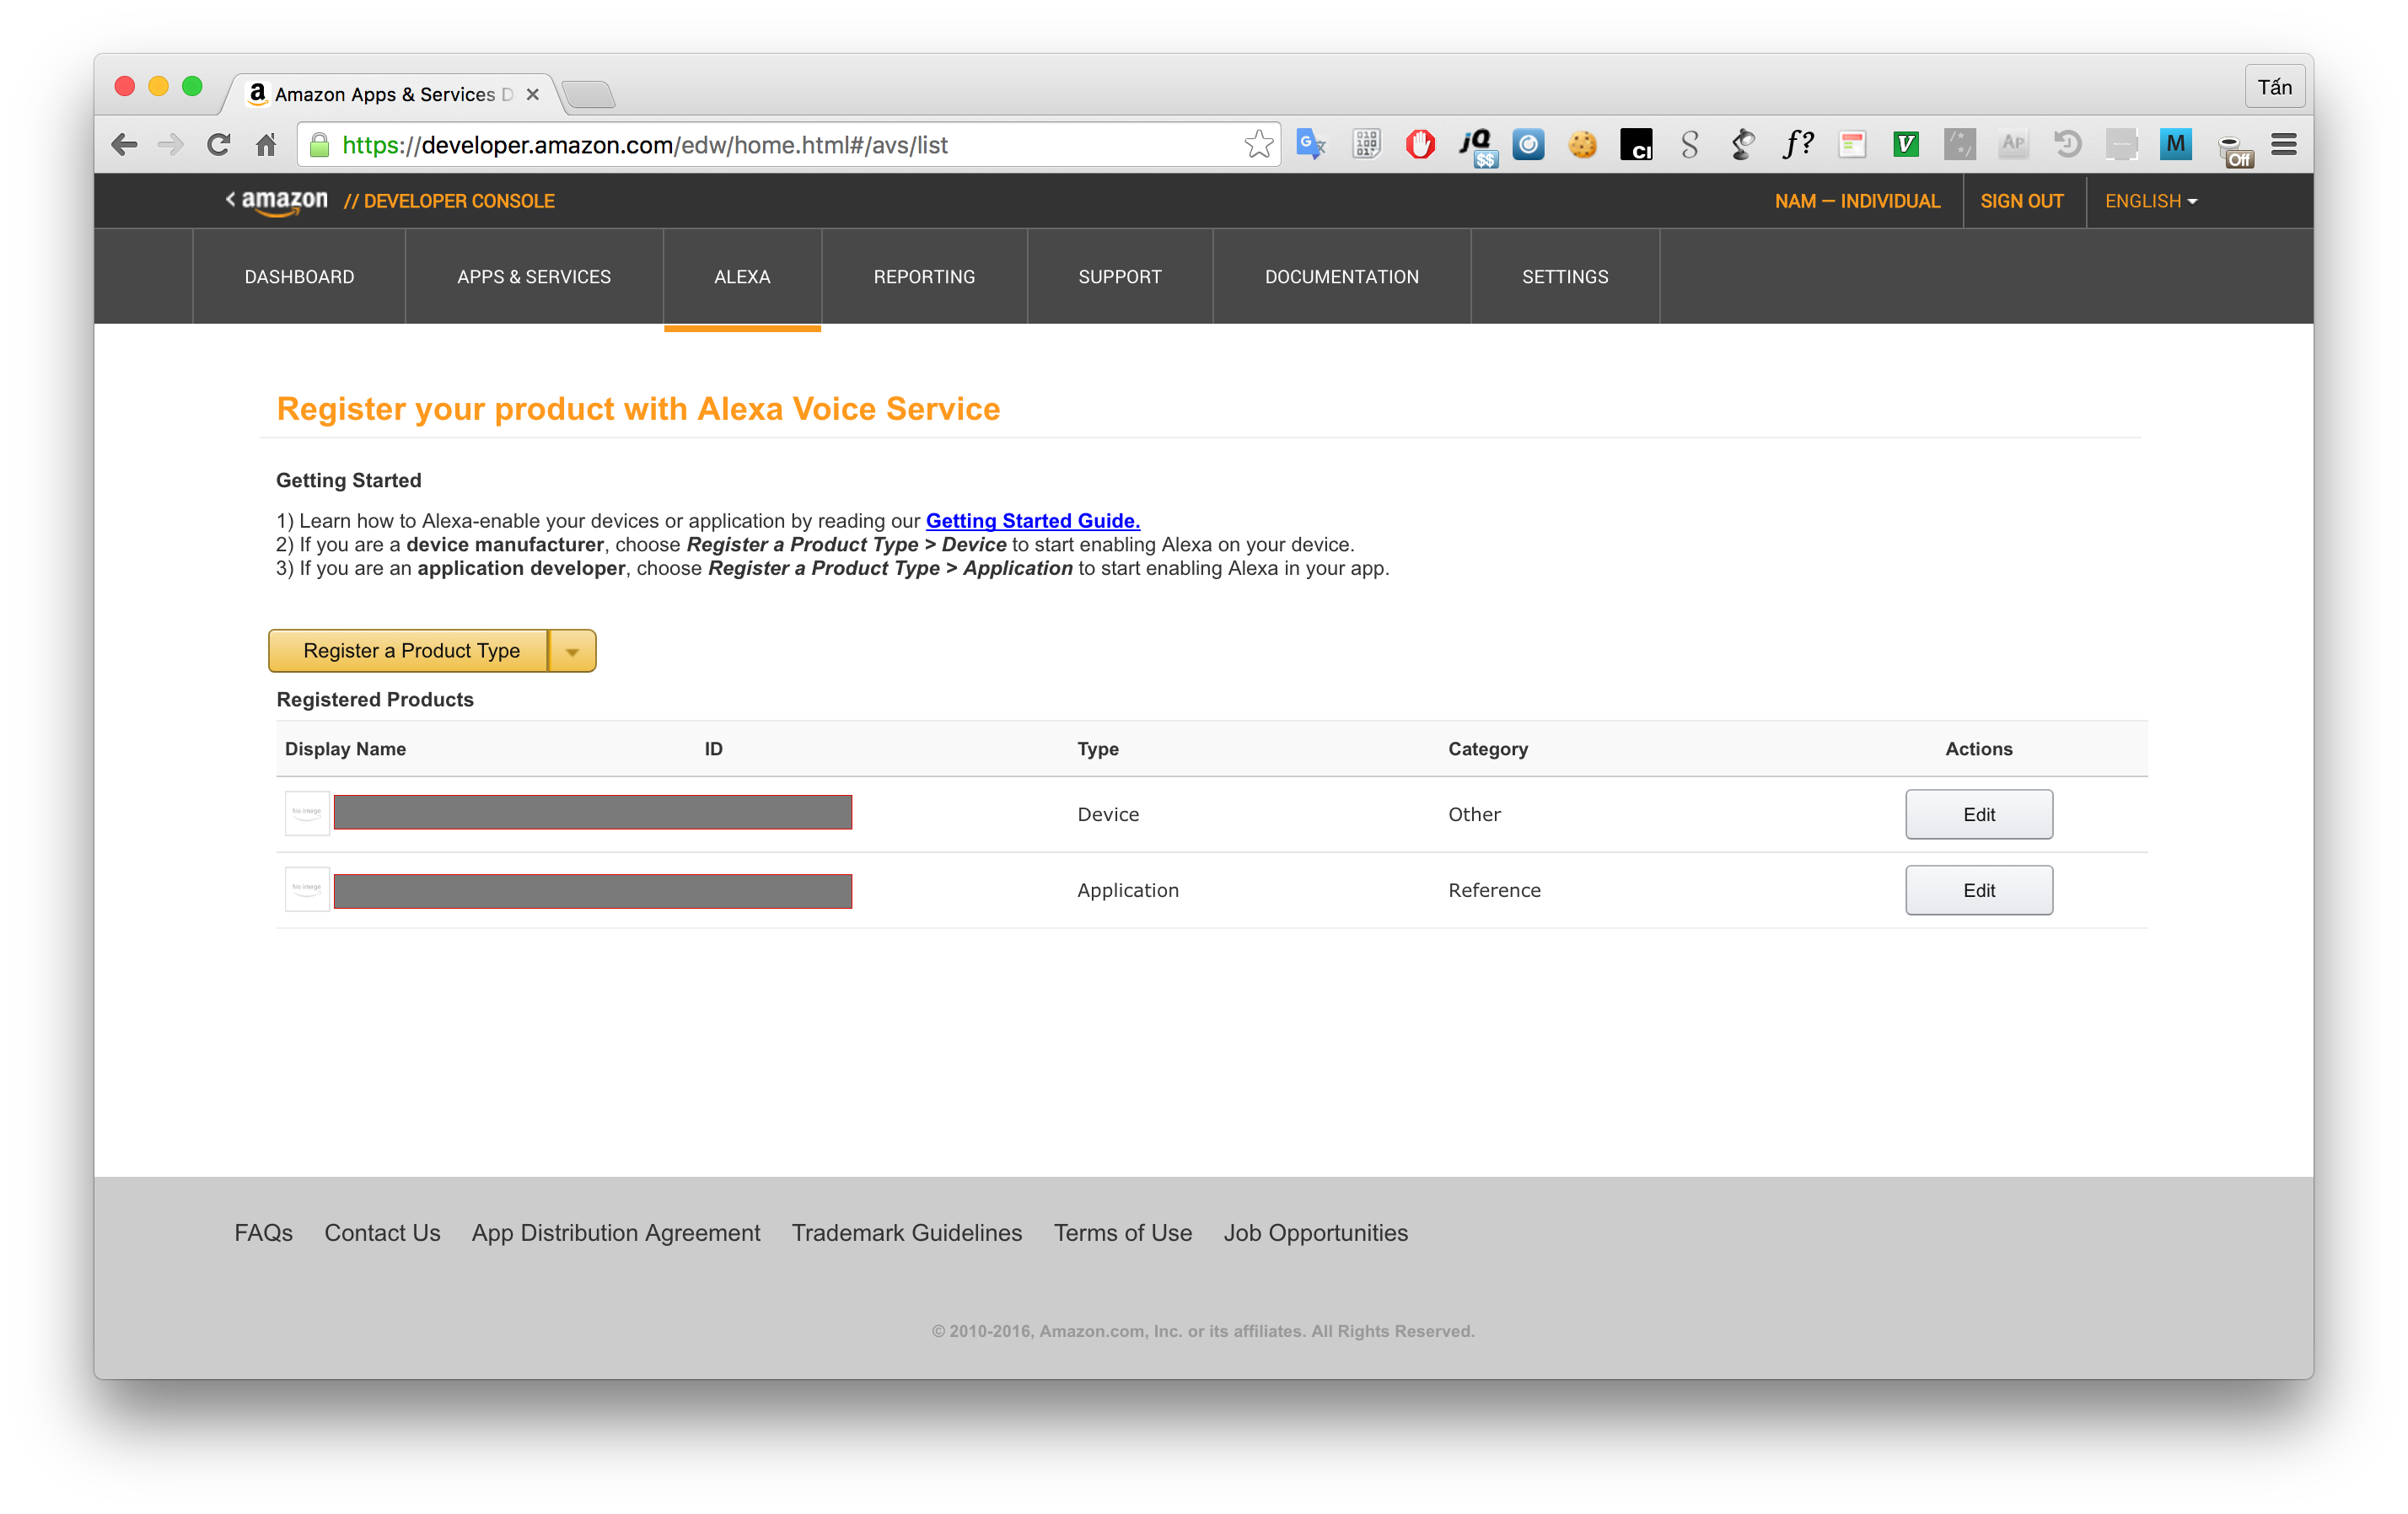 Amazon Apps & Services D
Tấn
https://developer.amazon.com/edw/home.html#/avs/list
amazon // DEVELOPER CONSOLE
NAM — INDIVIDUAL
SIGN OUT
ENGLISH
DASHBOARD
APPS & SERVICES
ALEXA
REPORTING
SUPPORT
DOCUMENTATION
SETTINGS
Register your product with Alexa Voice Service
Getting Started
1) Learn how to Alexa-enable your devices or application by reading our Getting Started Guide.
2) If you are a device manufacturer, choose Register a Product Type > Device to start enabling Alexa on your device.
3) If you are an application developer, choose Register a Product Type > Application to start enabling Alexa in your app.
Register a Product Type
Registered Products
Display Name ID Type Category Actions
No image Device Other Edit
No image Application Reference Edit
FAQs Contact Us App Distribution Agreement Trademark Guidelines Terms of Use Job Opportunities
© 2010-2016, Amazon.com, Inc. or its affiliates. All Rights Reserved.